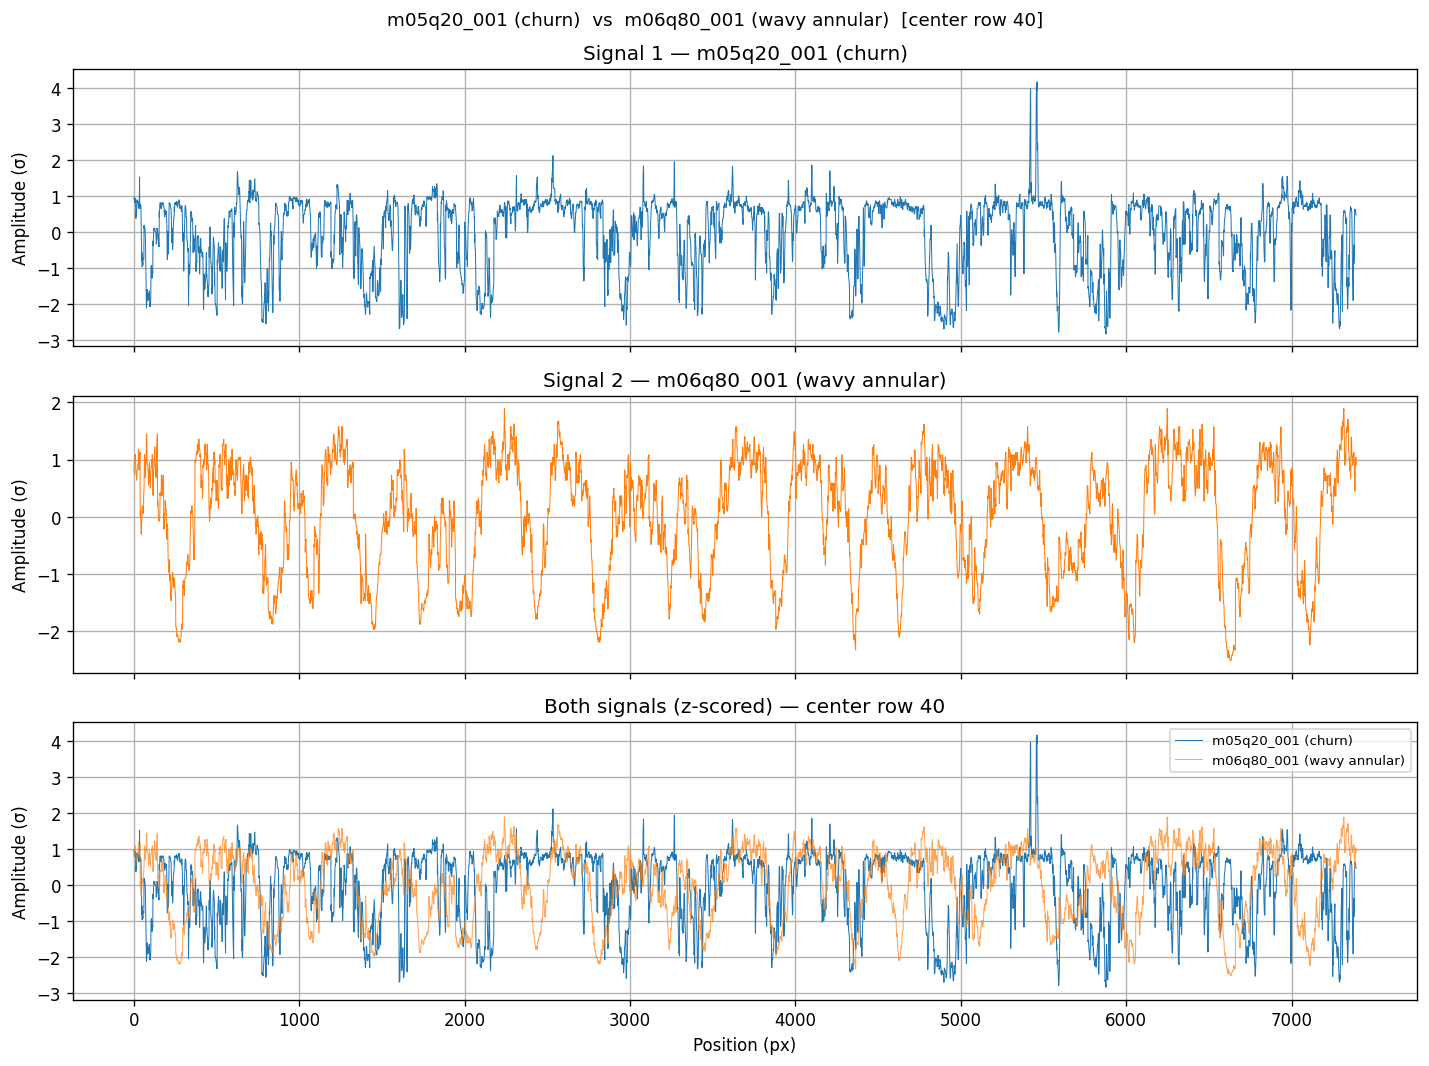 m05q20_001 (churn)  vs  m06q80_001 (wavy annular)  [center row 40]
Signal 1 — m05q20_001 (churn)
Amplitude (σ)
4
3
2
1
0
−1
−2
−3
Signal 2 — m06q80_001 (wavy annular)
Amplitude (σ)
2
1
0
−1
−2
Both signals (z-scored) — center row 40
Amplitude (σ)
4
3
2
1
0
−1
−2
−3
m05q20_001 (churn)
m06q80_001 (wavy annular)
0 1000 2000 3000 4000 5000 6000 7000
Position (px)